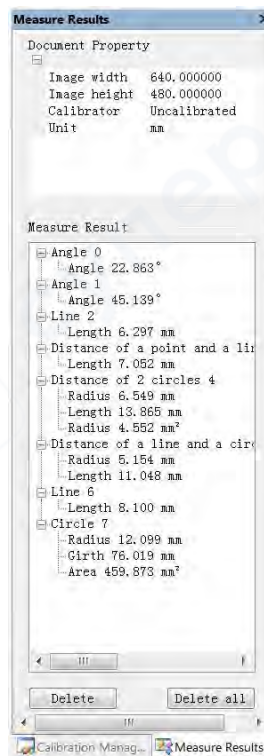 Measure Results
Document Property
Image width 640.000000
Image height 480.000000
Calibrator Uncalibrated
Unit mm
Measure Result
Angle 0
Angle 22.863°
Angle 1
Angle 45.139°
Line 2
Length 6.297 mm
Distance of a point and a lin
Length 7.052 mm
Distance of 2 circles 4
Radius 6.549 mm
Length 13.865 mm
Radius 4.552 mm²
Distance of a line and a circ
Radius 5.154 mm
Length 11.048 mm
Line 6
Length 8.100 mm
Circle 7
Radius 12.099 mm
Girth 76.019 mm
Area 459.873 mm²
Delete Delete all
Calibration Manag... Measure Results